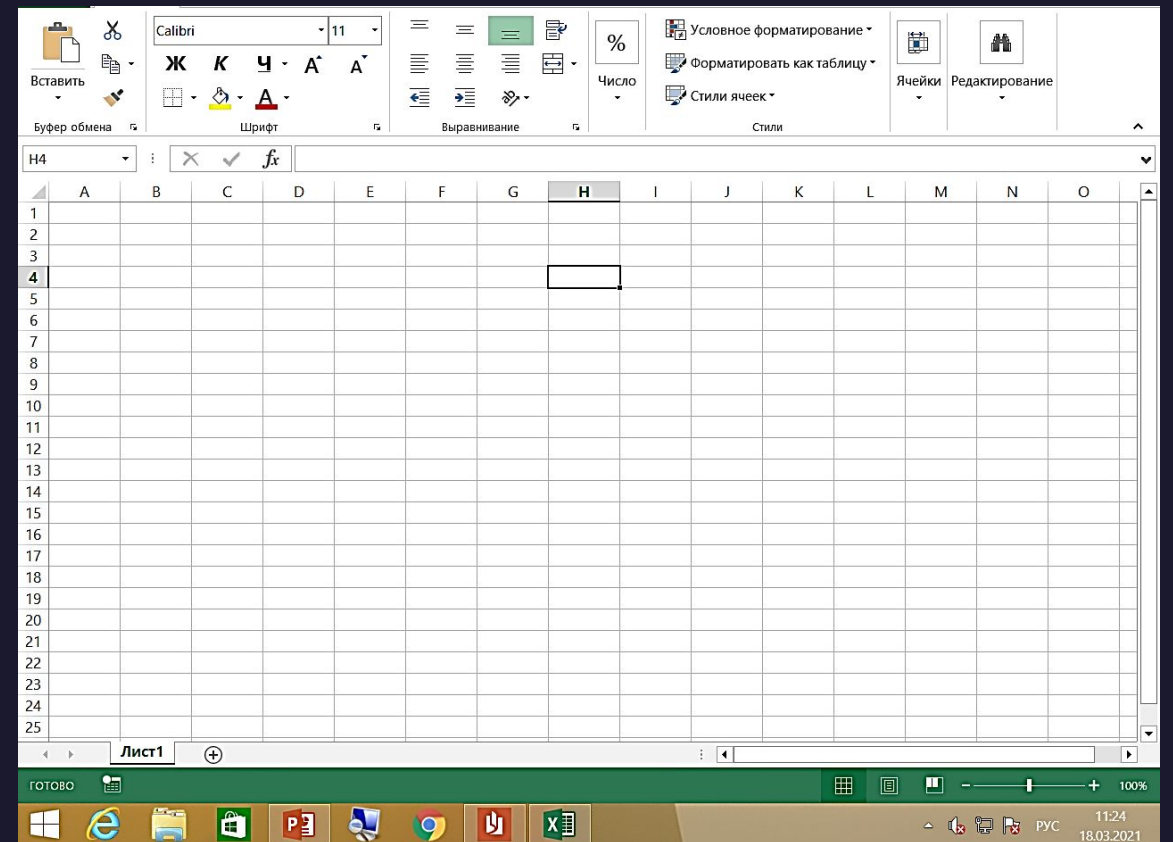 Calibri 11
Ж К Ч А А
А
Вставить
%
Число
Условное форматирование
Форматировать как таблицу
Стили ячеек
Ячейки Редактирование
Буфер обмена Шрифт Выравнивание Стили
H4 fx
A B C D E F G H I J K L M N O
1
2
3
4
5
6
7
8
9
10
11
12
13
14
15
16
17
18
19
20
21
22
23
24
25
Лист1
ГОТОВО 100%
РУС 11:24
18.03.2021